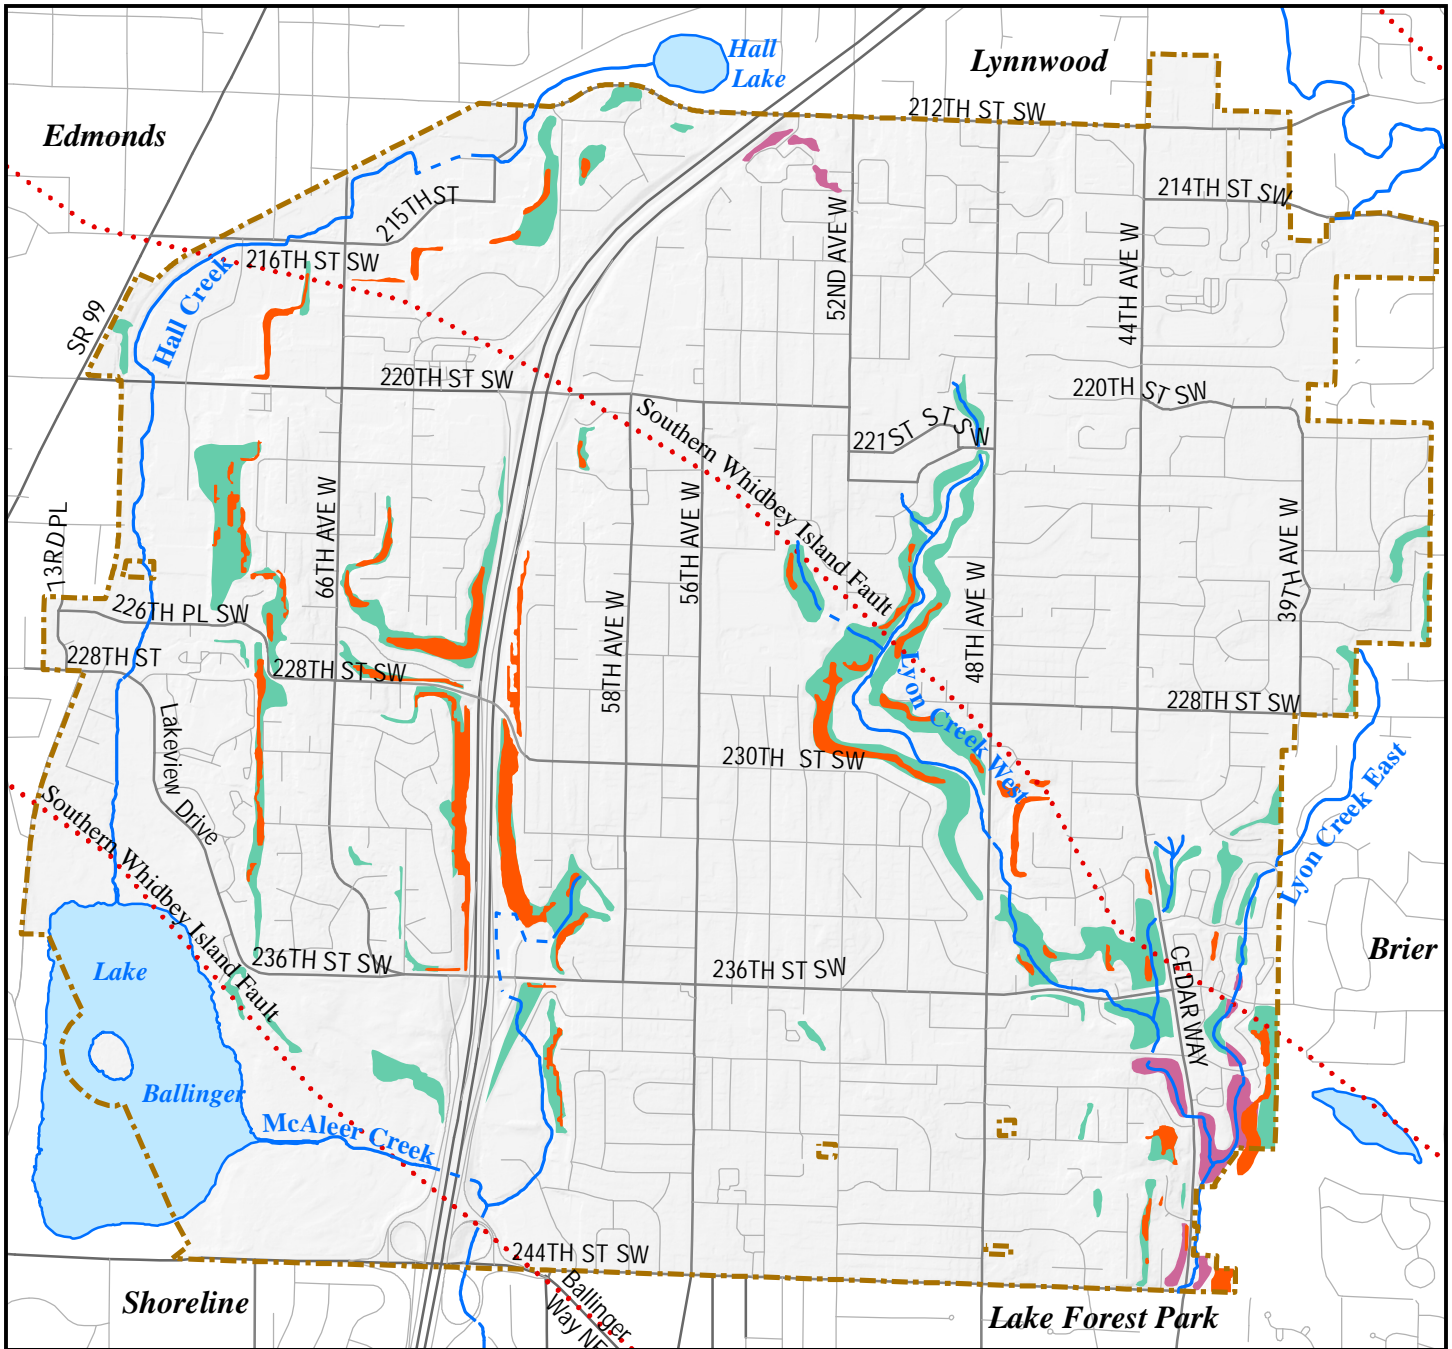 Hall
Lake
Lynnwood
212TH ST SW
Edmonds
214TH ST SW
215TH ST
52ND AVE W
44TH AVE W
216TH ST SW
Hall Creek
SR 99
220TH ST SW
220TH ST SW
Southern Whidbey Island Fault
221ST ST SW
ST SW
66TH AVE W
56TH AVE W
39TH AVE W
73RD PL
48TH AVE W
58TH AVE W
226TH PL SW
228TH ST
228TH ST SW
228TH ST SW
Lyon Creek West
Lakeview Drive
230TH ST SW
Lyon Creek East
Southern Whidbey Island Fault
Brier
236TH ST SW
236TH ST SW
CEDAR WAY
Lake
Ballinger
McAleer Creek
244TH ST SW
Ballinger
Way NE
Shoreline
Lake Forest Park